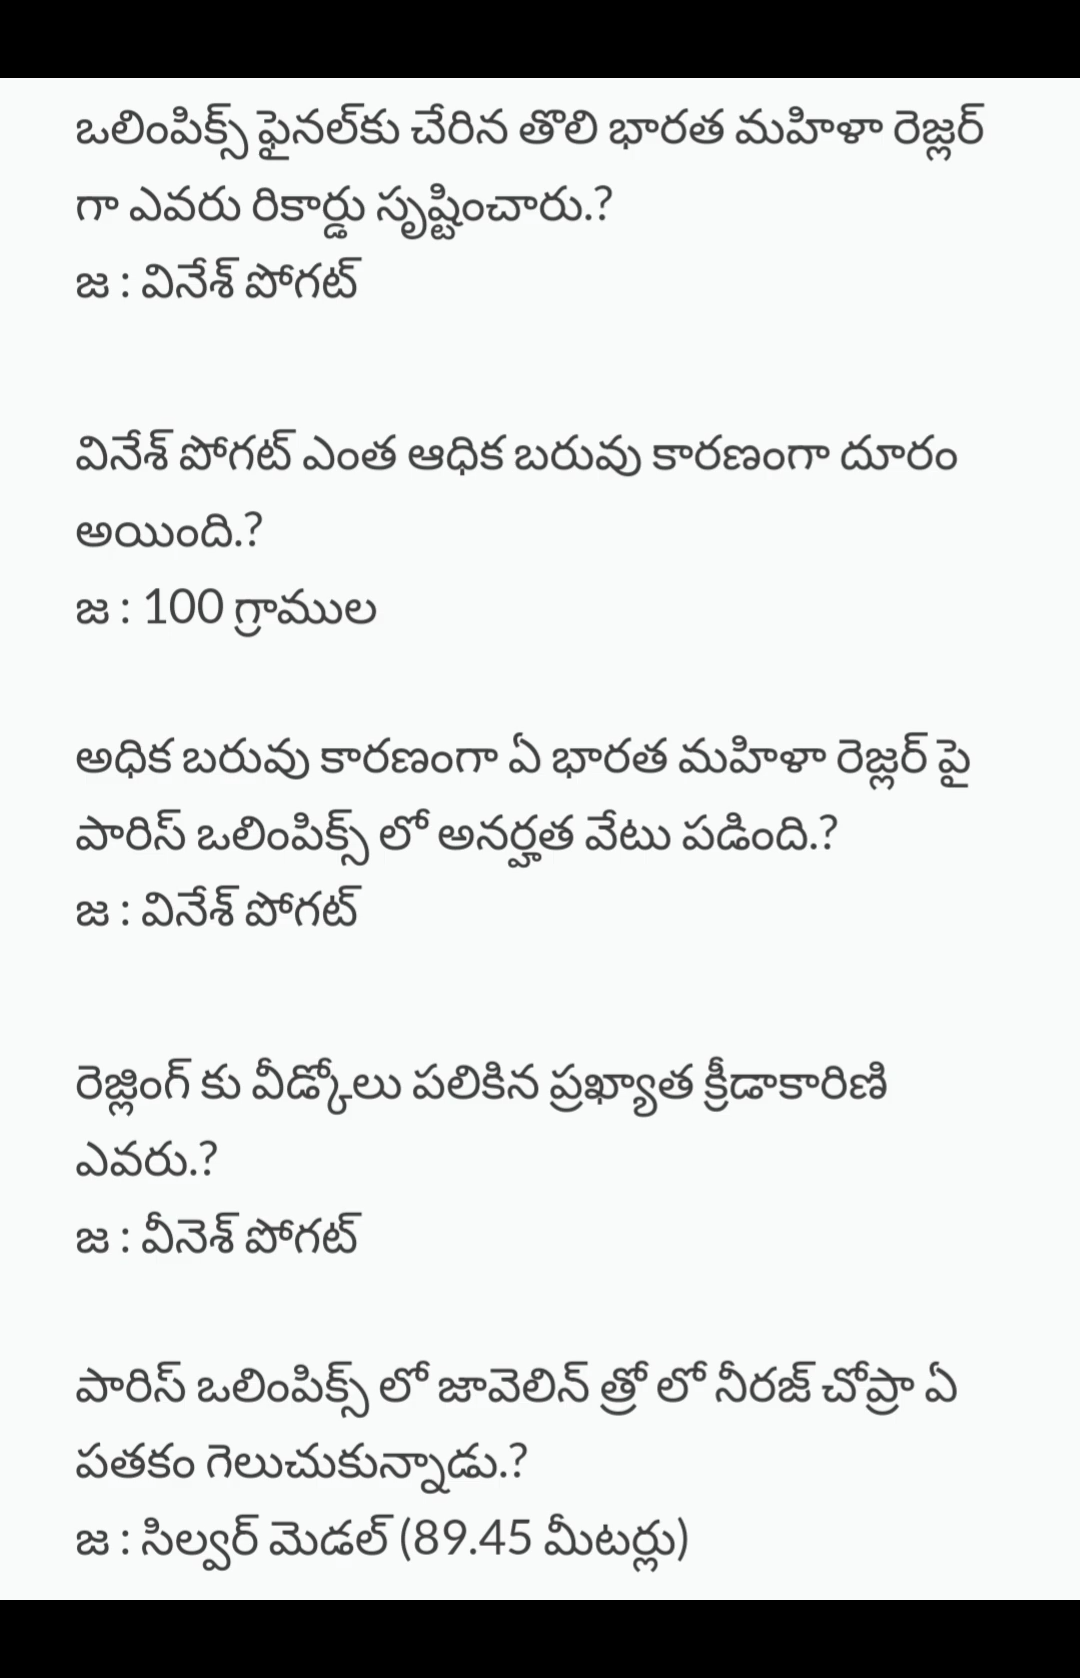 ఒలింపిక్స్ ఫైనల్‌కు చేరిన తొలి భారత మహిళా రెజ్లర్
గా ఎవరు రికార్డు సృష్టించారు.?
జ : వినేశ్ పోగట్
వినేశ్ పోగట్ ఎంత ఆధిక బరువు కారణంగా దూరం
అయింది.?
జ : 100 గ్రాముల
అధిక బరువు కారణంగా ఏ భారత మహిళా రెజ్లర్ పై
పారిస్ ఒలింపిక్స్ లో అనర్హత వేటు పడింది.?
జ : వినేశ్ పోగట్
రెజ్లింగ్ కు వీడ్కోలు పలికిన ప్రఖ్యాత క్రీడాకారిణి
ఎవరు.?
జ : వీనెశ్ పోగట్
పారిస్ ఒలింపిక్స్ లో జావెలిన్ త్రో లో నీరజ్ చోప్రా ఏ
పతకం గెలుచుకున్నాడు.?
జ : సిల్వర్ మెడల్ (89.45 మీటర్లు)